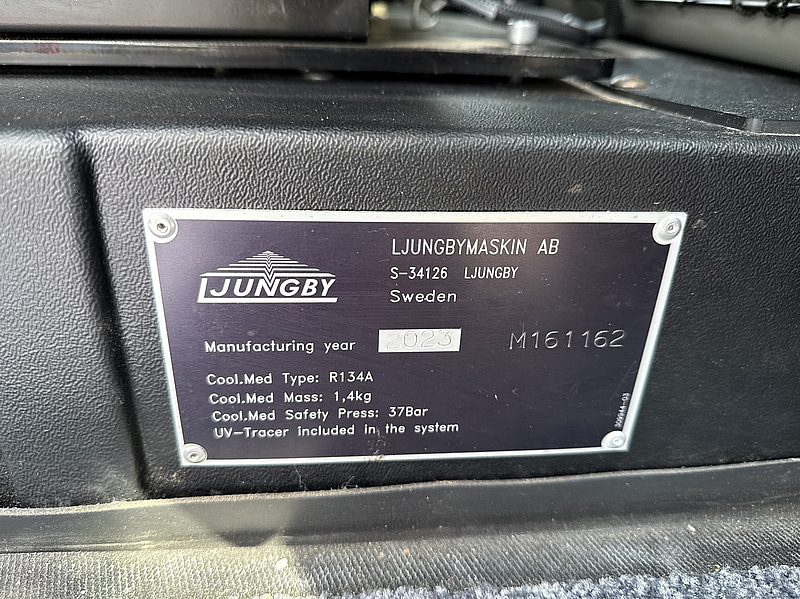 LJUNGBY
LJUNGBYMASKIN AB
S-34126 LJUNGBY
Sweden
Manufacturing year 2023 M161162
Cool.Med Type: R134A
Cool.Med Mass: 1,4kg
Cool.Med Safety Press: 37Bar
UV-Tracer included in the system